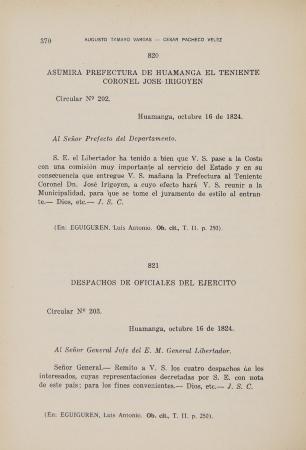 370
AUGUSTO TAMAYO VARGAS — CESAR PACHECO VELEZ
820
ASUMIRA PREFECTURA DE HUAMANGA EL TENIENTE
CORONEL JOSE IRIGOYEN
Circular Nº 202.
Huamanga, octubre 16 de 1824.
Al Señor Prefecto del Departamento.
S. E. el Libertador ha tenido a bien que V. S. pase a la Costa
con una comisión muy importante al servicio del Estado y en su
consecuencia que entregue V. S. mañana la Prefectura al Teniente
Coronel Dn. José Irigoyen, a cuyo efecto hará V. S. reunir a la
Municipalidad, para que se tome el juramento de estilo al entran-
te.— Dios, etc.— J. S. C.
(En: EGUIGUREN, Luis Antonio. Ob. cit., T. II. p. 250).
821
DESPACHOS DE OFICIALES DEL EJERCITO
Circular Nº 203.
Huamanga, octubre 16 de 1824.
Al Señor General Jefe del E. M. General Libertador.
Señor General.— Remito a V. S. los cuatro despachos de los
interesados, cuyas representaciones decretadas por S. E. con nota
de este país; para los fines convenientes.— Dios, etc.— J. S. C.
(En: EGUIGUREN, Luis Antonio. Ob. cit., T. II. p. 250).